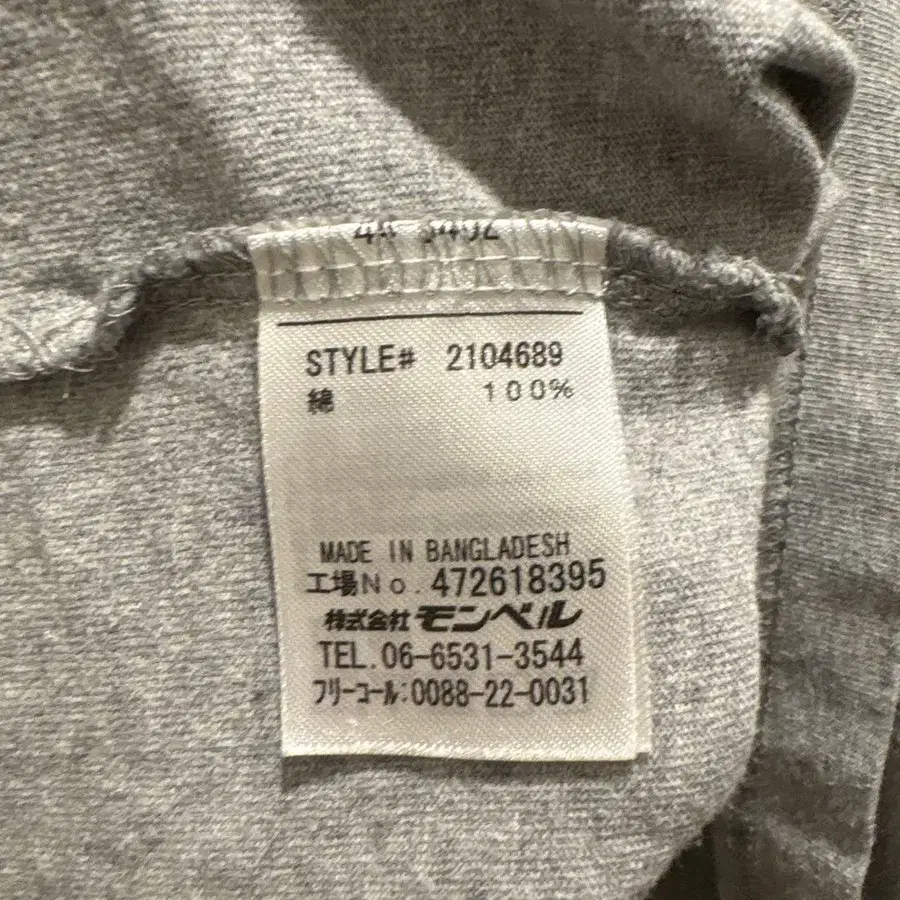 STYLE# 2104689
綿 100%
MADE IN BANGLADESH
工場No.472618395
株式会社モンベル
TEL.06-6531-3544
フリーコール:0088-22-0031